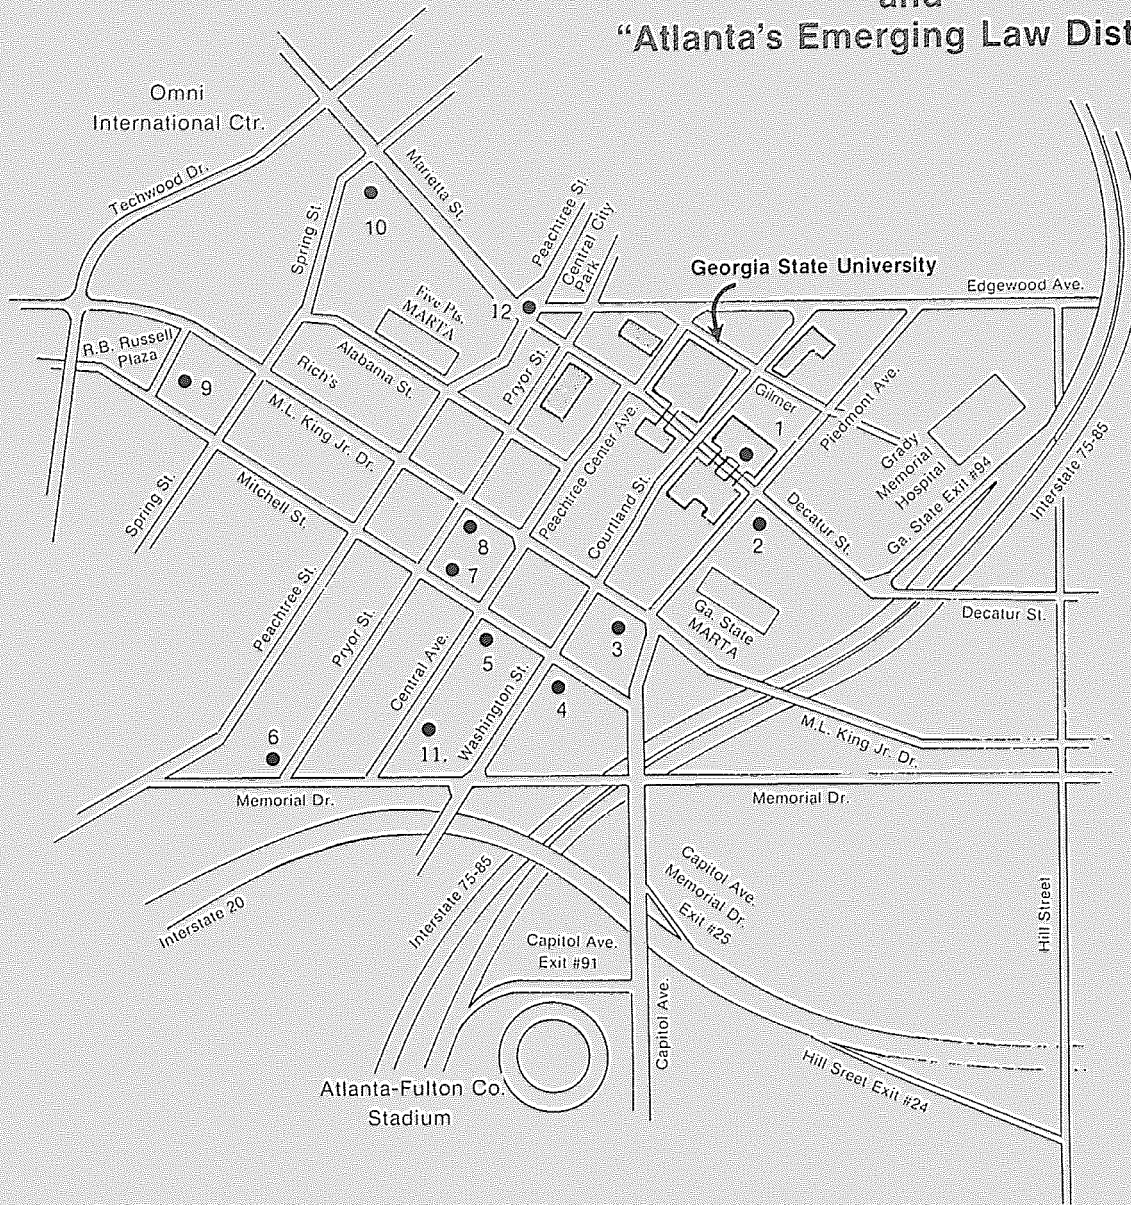 and
“Atlanta's Emerging Law Dist
Omni
International Ctr.
Techwood Dr.
Marietta St.
Spring St.
10
Peachtree St.
Central City
Park
Georgia State University
Edgewood Ave.
12
Five Pts.
MARTA
R.B. Russell
Plaza
9
Rich's
Alabama St.
Pryor St.
M.L. King Jr. Dr.
Gilmer
1
Piedmont Ave.
Grady
Memorial
Hospital
Ga. State Exit #94
Interstate 75-85
Spring St.
Mitchell St.
Peachtree Center Ave.
Courtland St.
Decatur St.
2
8
7
Peachtree St.
Pryor St.
Central Ave.
5
Washington St.
3
4
Ga. State
MARTA
Decatur St.
6
11.
M.L. King Jr. Dr.
Memorial Dr.
Memorial Dr.
Interstate 20
Interstate 75-85
Capitol Ave.
Memorial Dr.
Exit #25
Hill Street
Capitol Ave.
Exit #91
Capitol Ave.
Atlanta-Fulton Co.
Stadium
Hill Sreet Exit #24